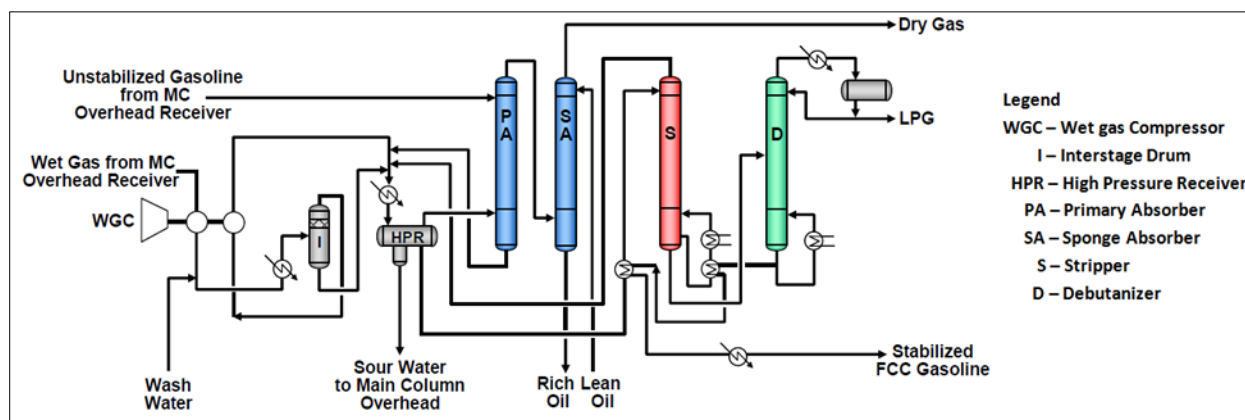 Dry Gas
Unstabilized Gasoline
from MC
Overhead Receiver
P
A
S
A
S
D
LPG
Legend
WGC – Wet gas Compressor
I – Interstage Drum
HPR – High Pressure Receiver
PA – Primary Absorber
SA – Sponge Absorber
S – Stripper
D – Debutanizer
Wet Gas from MC
Overhead Receiver
WGC
I
HPR
Wash
Water
Sour Water
to Main Column
Overhead
Rich
Oil
Lean
Oil
Stabilized
FCC Gasoline